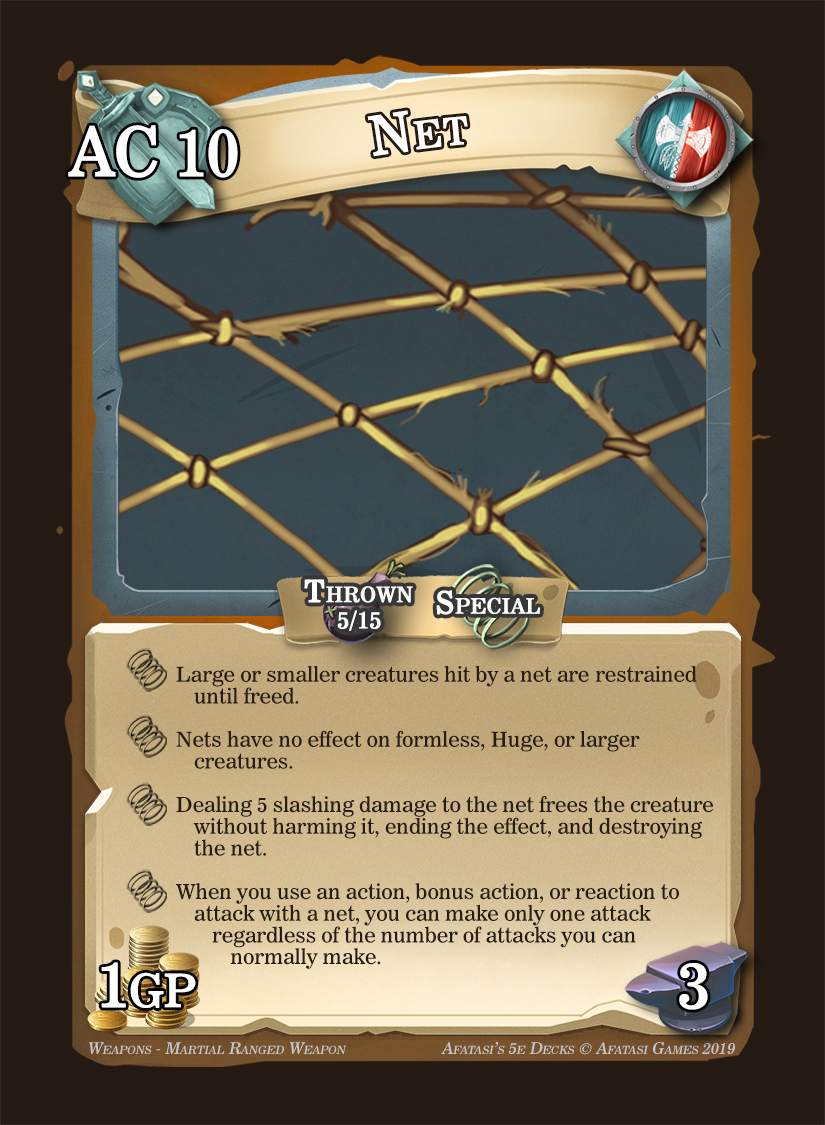 AC 10
Net
Thrown
5/15
Special
Large or smaller creatures hit by a net are restrained
until freed.
Nets have no effect on formless, Huge, or larger
creatures.
Dealing 5 slashing damage to the net frees the creature
without harming it, ending the effect, and destroying
the net.
When you use an action, bonus action, or reaction to
attack with a net, you can make only one attack
regardless of the number of attacks you can
normally make.
1GP
3
Weapons - Martial Ranged Weapon
Afatasi's 5e Decks © Afatasi Games 2019